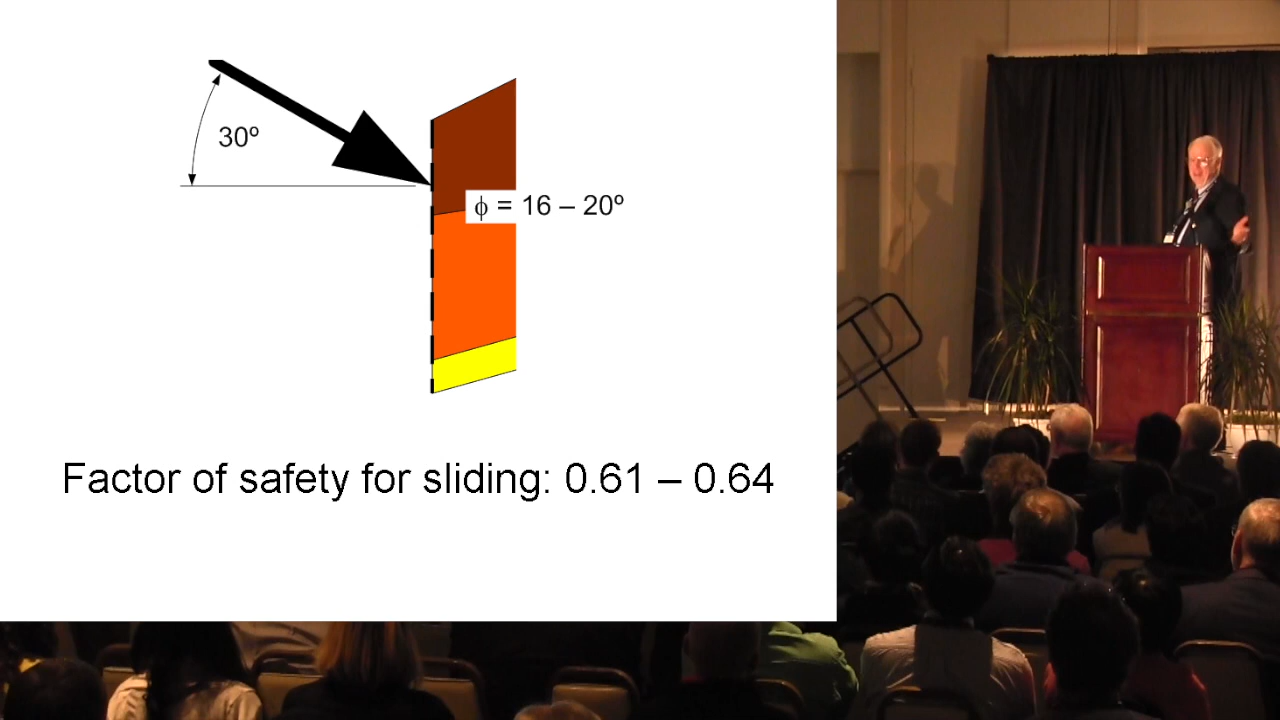 30º
ϕ = 16 – 20º
Factor of safety for sliding: 0.61 – 0.64